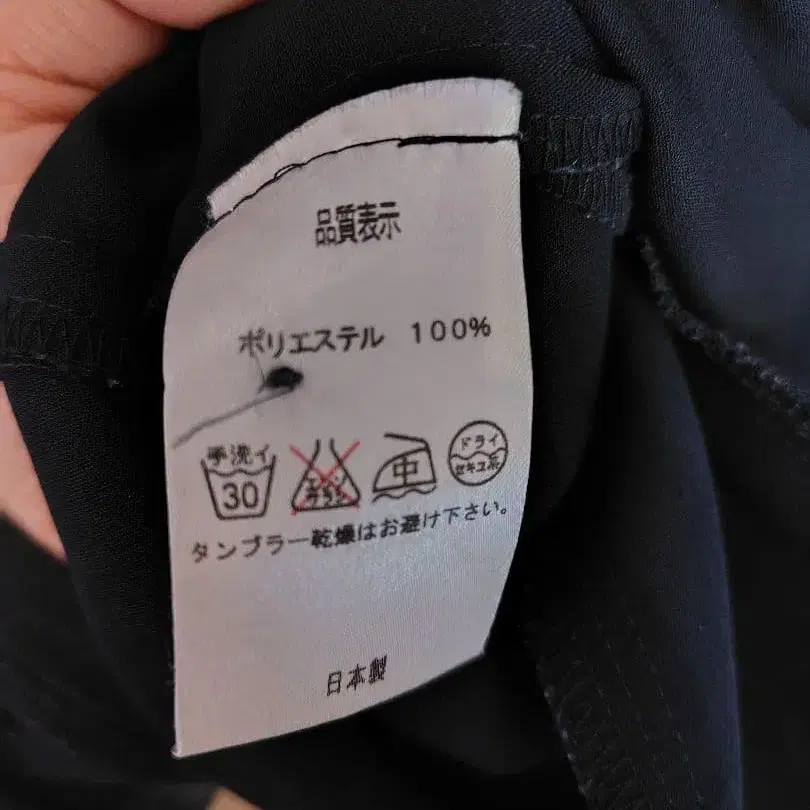 品質表示
ポリエステル 100%
手洗イ 30 エンソ サラシ 中 ドライ セキユ系
タンブラー乾燥はお避け下さい。
日本製